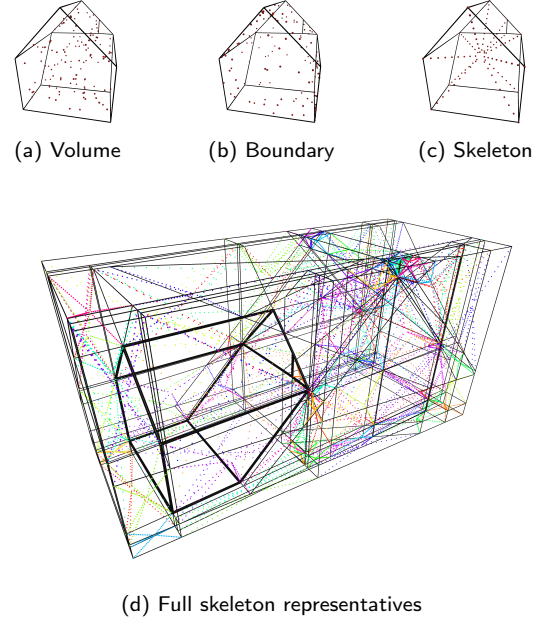 (a) Volume
(b) Boundary
(c) Skeleton
(d) Full skeleton representatives